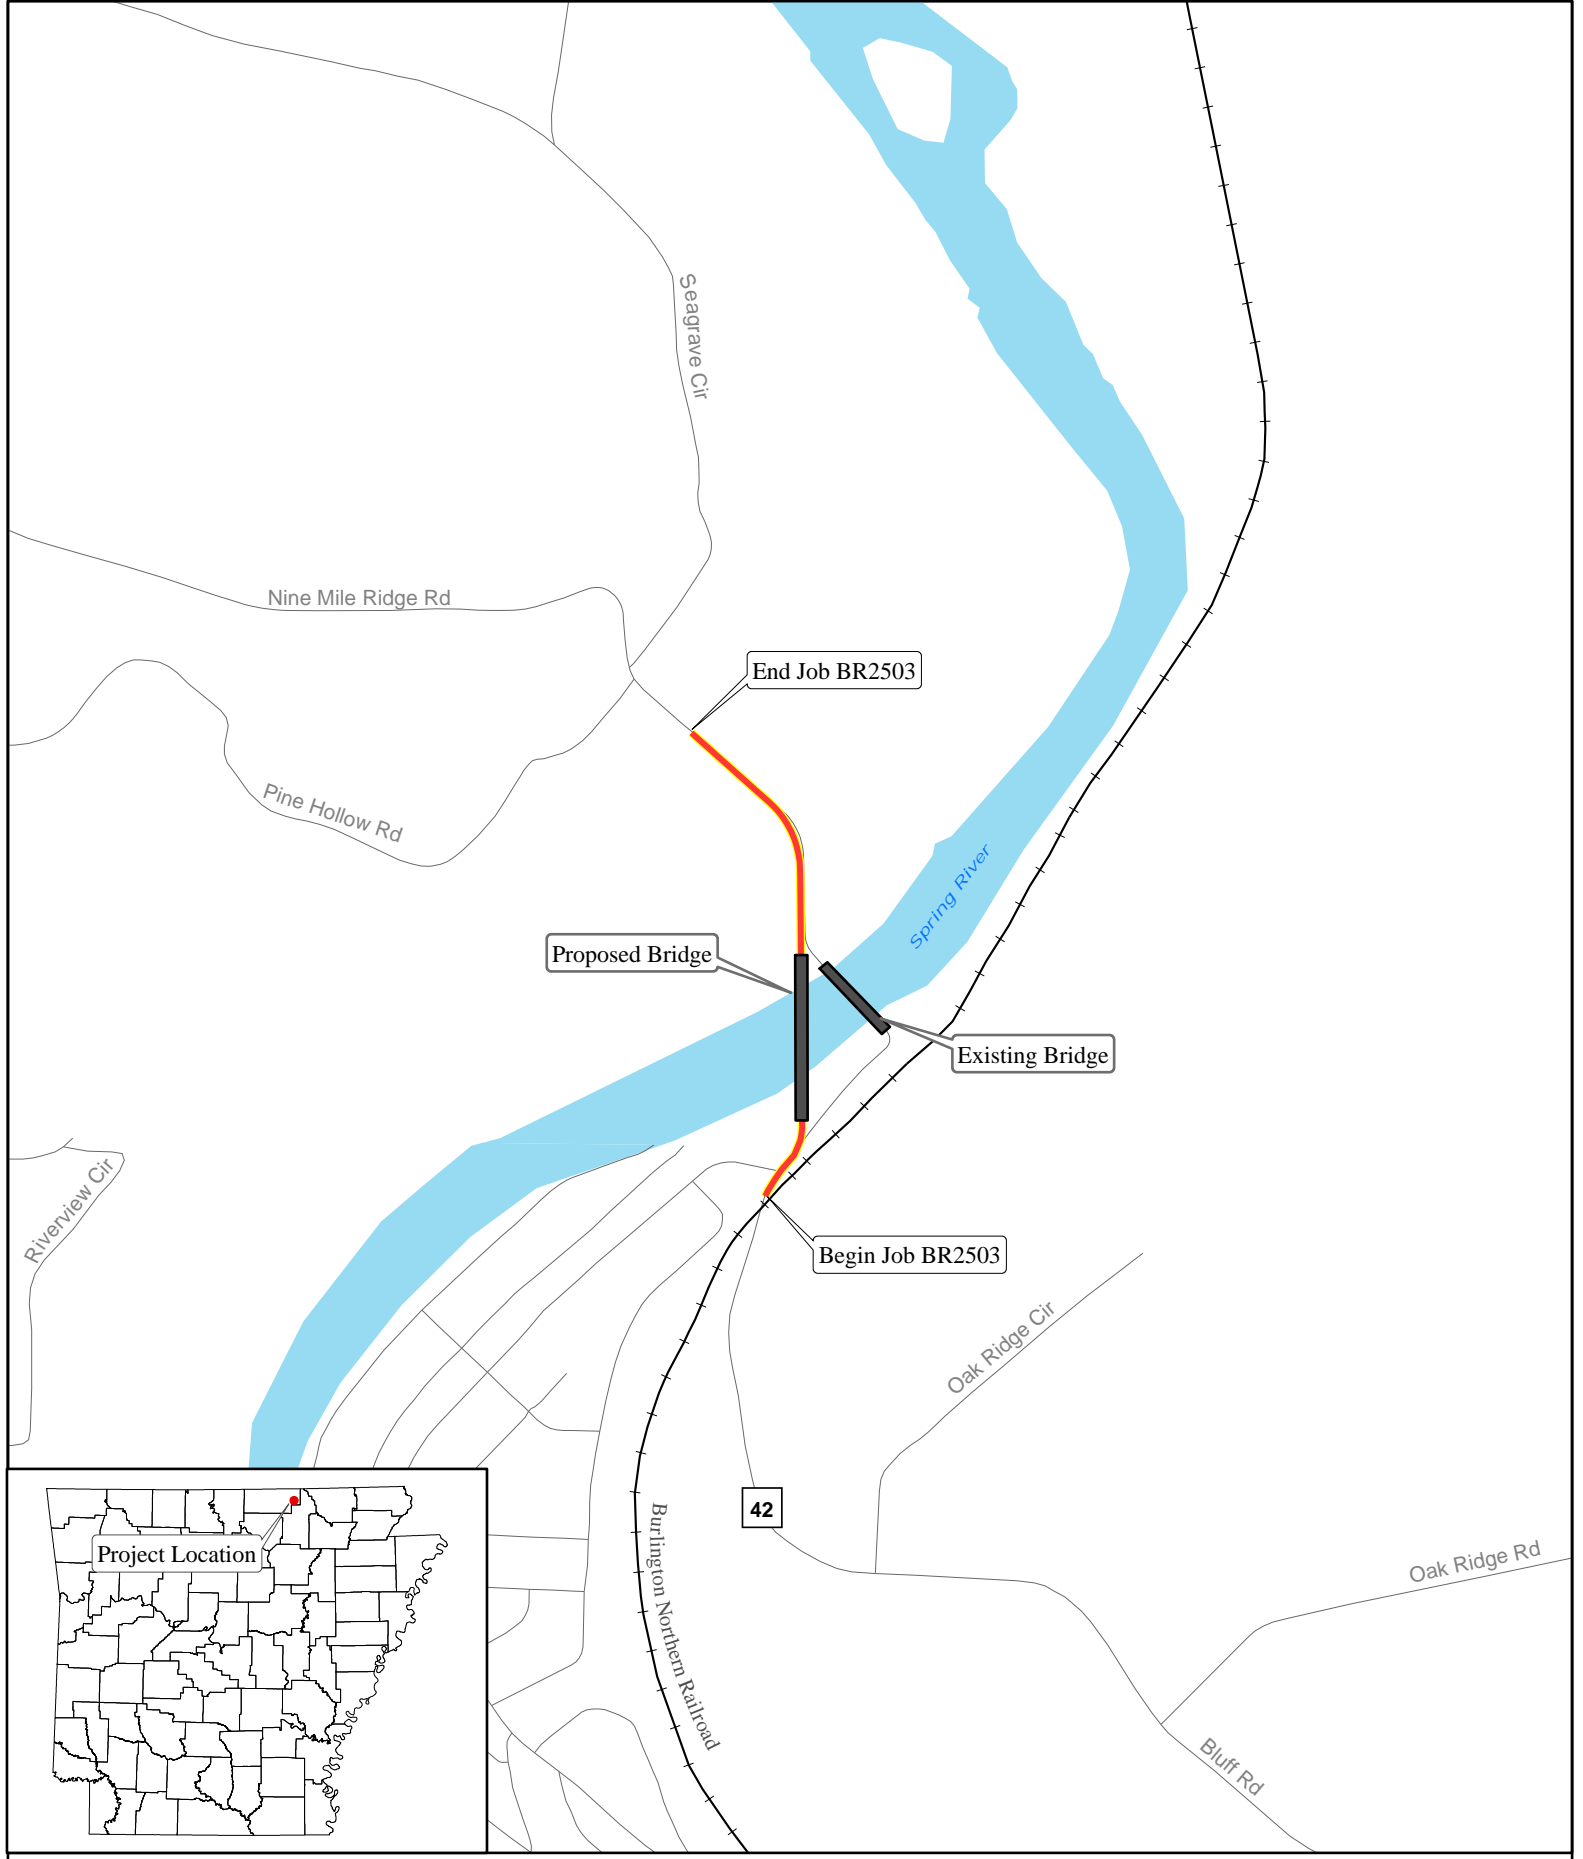 Seagrave Cir
Nine Mile Ridge Rd
End Job BR2503
Pine Hollow Rd
Spring River
Proposed Bridge
Existing Bridge
Riverview Cir
Begin Job BR2503
Oak Ridge Cir
42
Burlington Northern Railroad
Project Location
Oak Ridge Rd
Bluff Rd